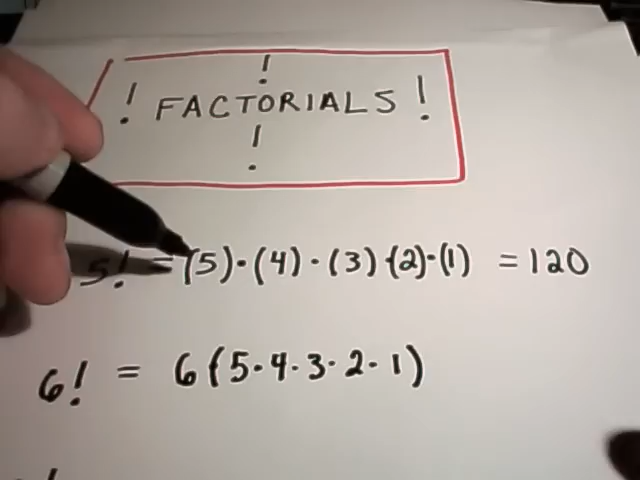 !
! FACTORIALS !
!
5! = (5)·(4)·(3)·(2)·(1) = 120
6! = 6(5·4·3·2·1)